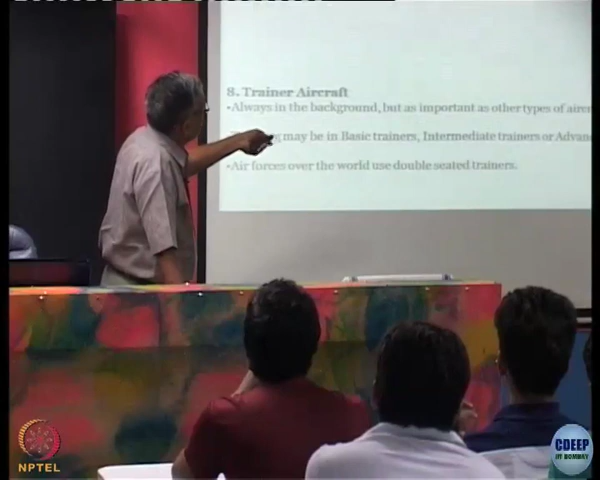 8. Trainer Aircraft
•Always in the background, but as important as other types of
may be in Basic trainers, Intermediate trainers or
•Air forces over the world use double seated trainers.
NPTEL
CDEEP
IIT BOMBAY